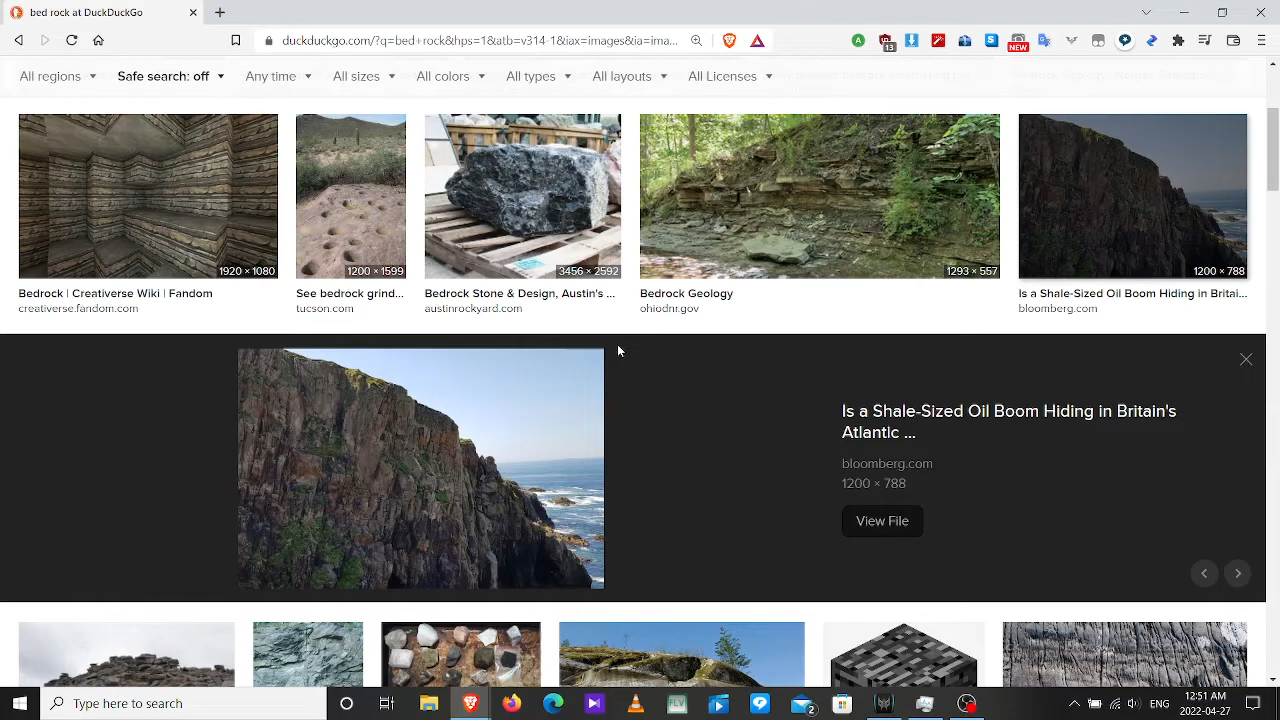 bed rock at DuckDuckGo
duckduckgo.com/?q=bed+rock&hps=1&atb=v314-1&iax=images&ia=ima...
13
NEW
All regions
Safe search: off
Any time
All sizes
All colors
All types
All layouts
All Licenses
1920 × 1080
1200 × 1599
3456 × 2592
1293 × 557
1200 × 788
Bedrock | Creativerse Wiki | Fandom
creativerse.fandom.com
See bedrock grind...
tucson.com
Bedrock Stone & Design, Austin's ...
austinrockyard.com
Bedrock Geology
ohiodnr.gov
Is a Shale-Sized Oil Boom Hiding in Britai...
bloomberg.com
Is a Shale-Sized Oil Boom Hiding in Britain's
Atlantic ...
bloomberg.com
1200 × 788
View File
Type here to search
FLV
2
12:51 AM
2022-04-27